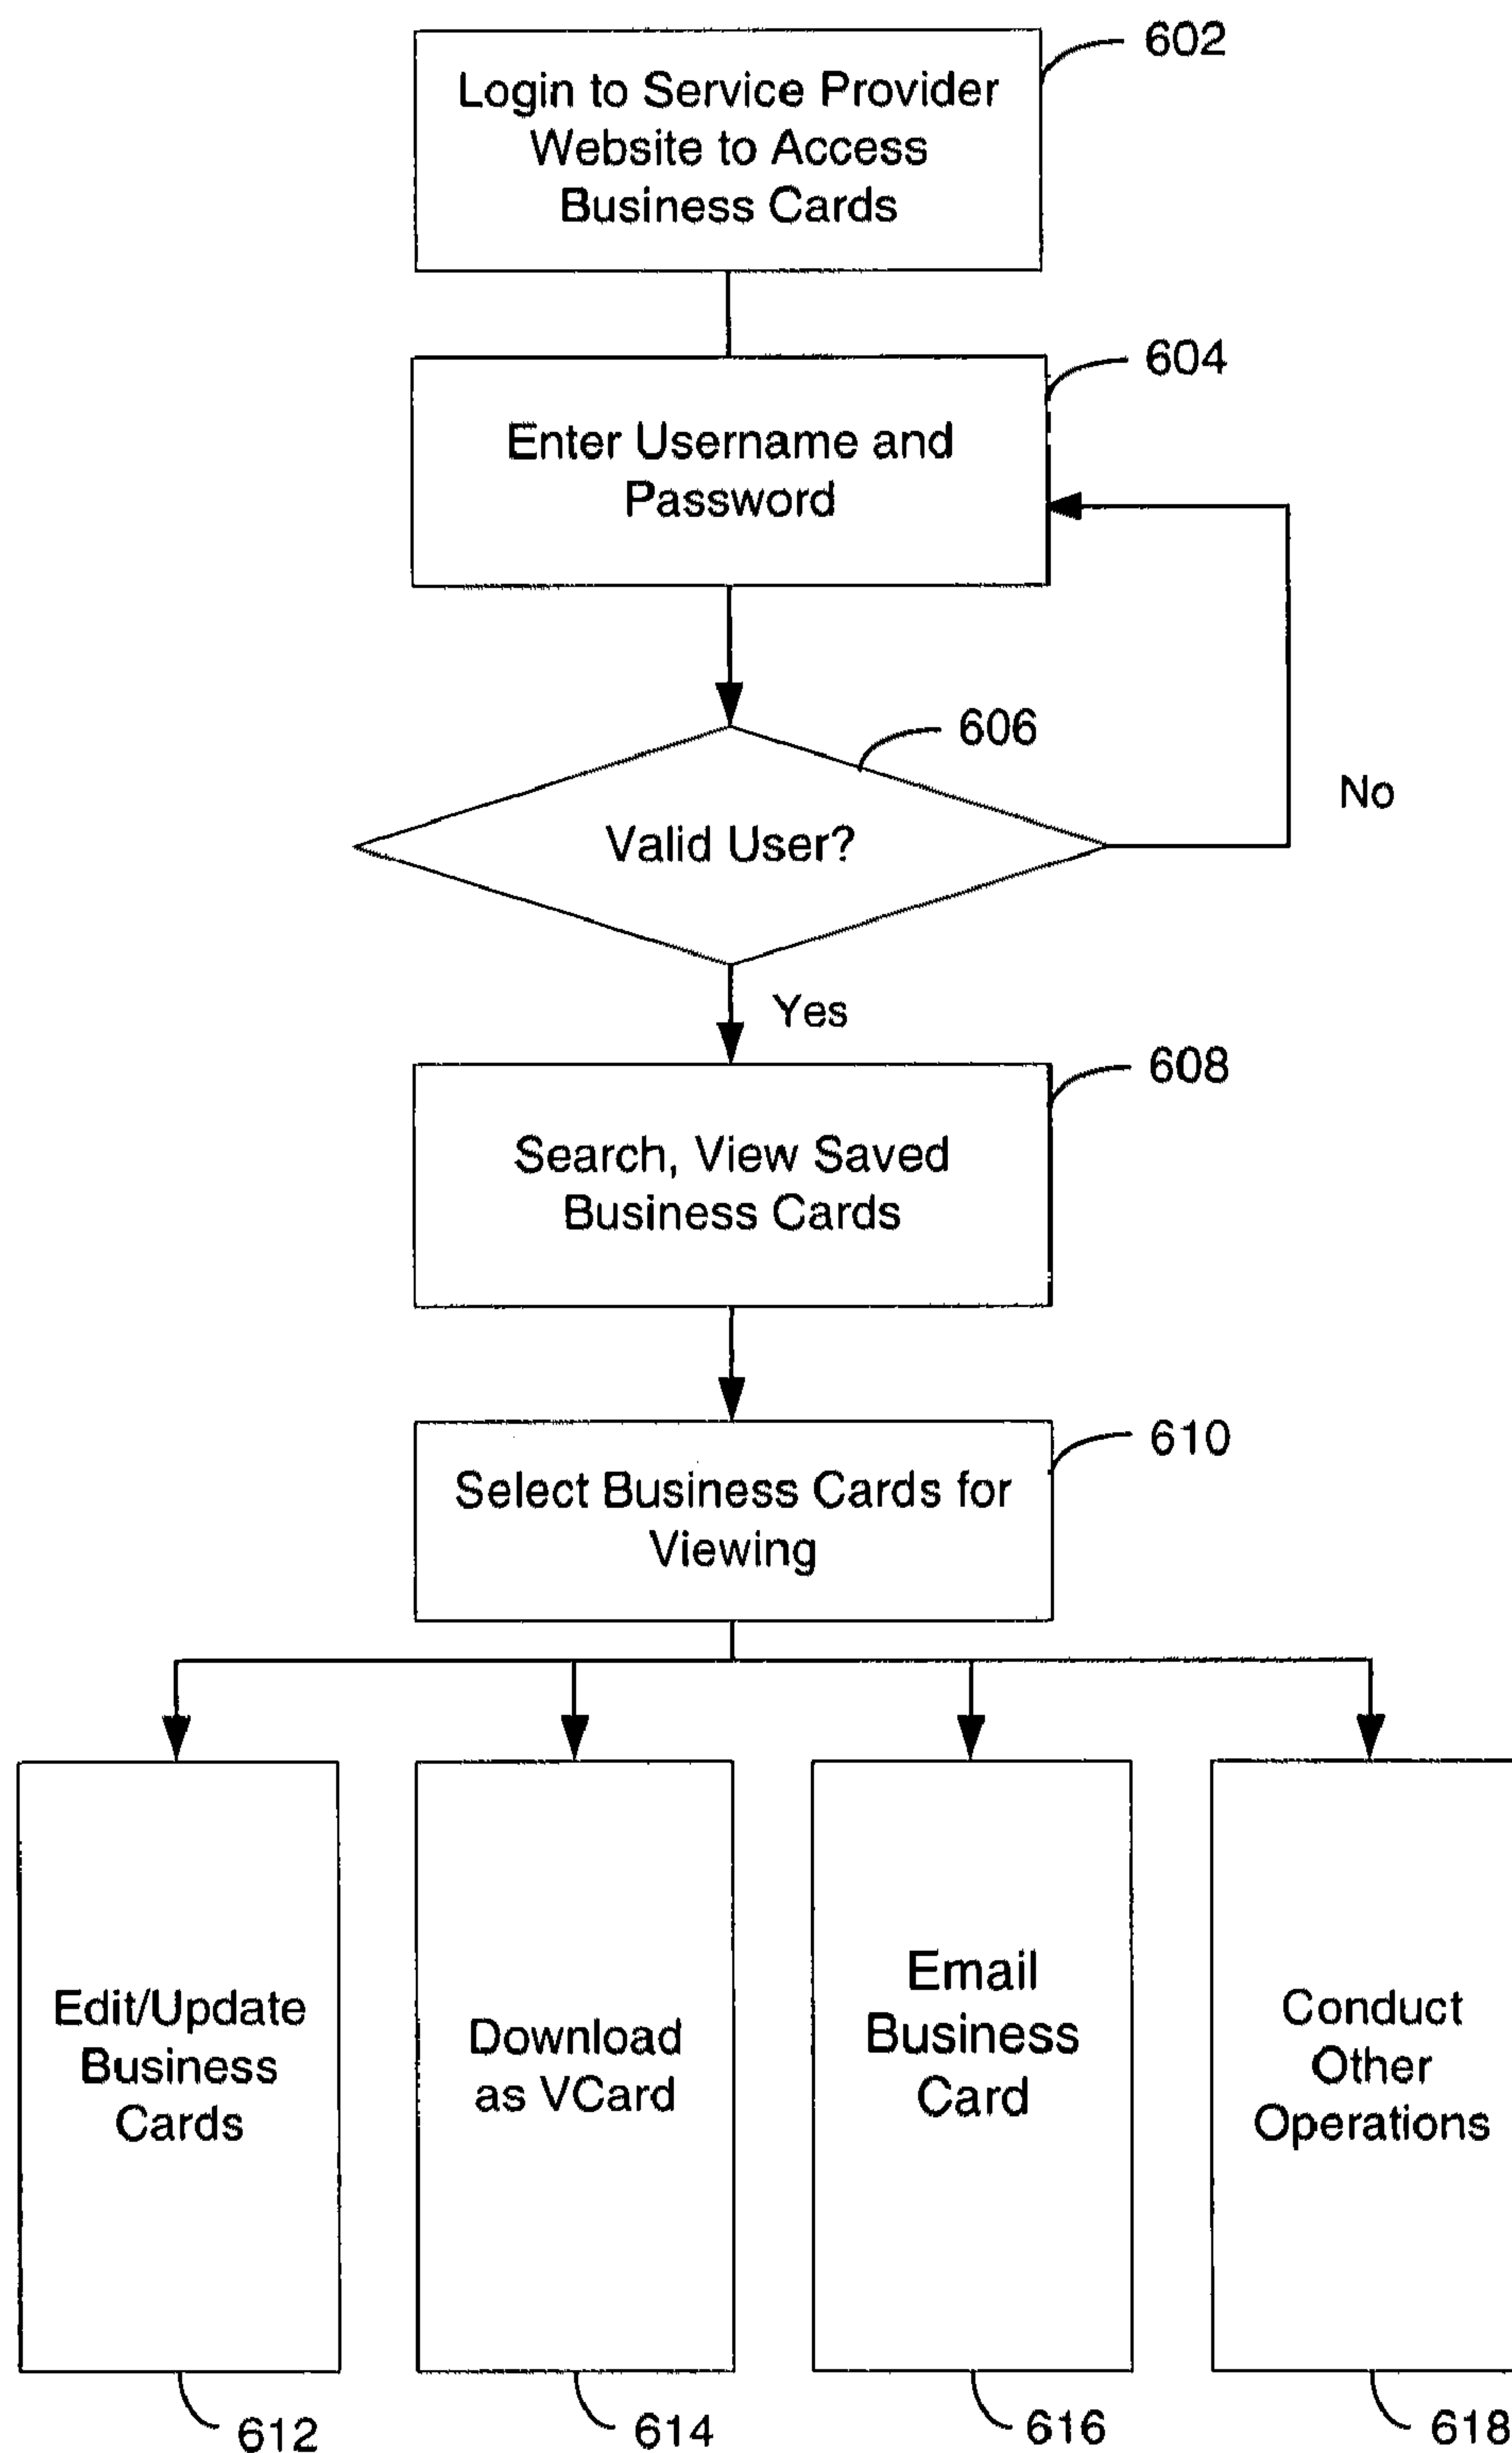 602
Login to Service Provider
Website to Access
Business Cards
604
Enter Username and
Password
606
No
Valid User?
Yes
608
Search, View Saved
Business Cards
610
Select Business Cards for
Viewing
Edit/Update
Business
Cards
Download
as VCard
Email
Business
Card
Conduct
Other
Operations
612
614
616
618